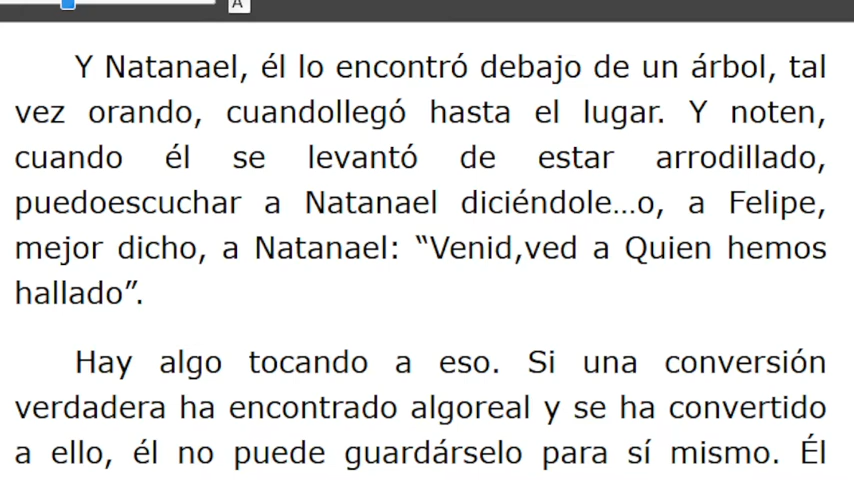 A
Y Natanael, él lo encontró debajo de un árbol, tal
vez orando, cuandollegó hasta el lugar. Y noten,
cuando él se levantó de estar arrodillado,
puedoescuchar a Natanael diciéndole...o, a Felipe,
mejor dicho, a Natanael: “Venid,ved a Quien hemos
hallado”.
Hay algo tocando a eso. Si una conversión
verdadera ha encontrado algoreal y se ha convertido
a ello, él no puede guardárselo para sí mismo. Él